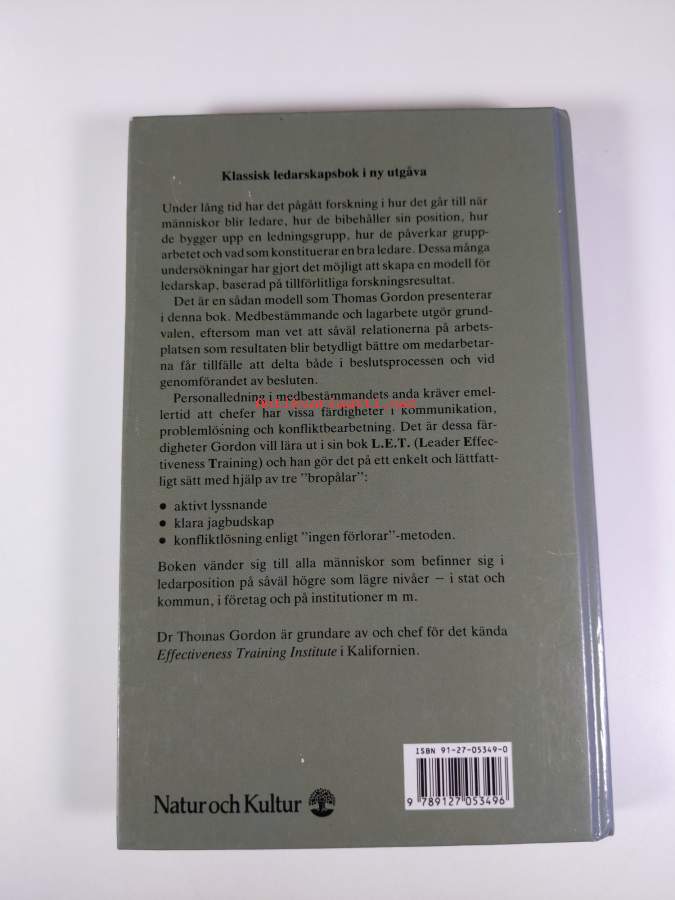 Klassisk ledarskapsbok i ny utgåva
Under lång tid har det pågått forskning i hur det går till när
människor blir ledare, hur de bibehåller sin position, hur
de bygger upp en ledningsgrupp, hur de påverkar grupp-
arbetet och vad som konstituerar en bra ledare. Dessa många
undersökningar har gjort det möjligt att skapa en modell för
ledarskap, baserad på tillförlitliga forskningsresultat.
Det är en sådan modell som Thomas Gordon presenterar
i denna bok. Medbestämmande och lagarbete utgör grund-
valen, eftersom man vet att såväl relationerna på arbets-
platsen som resultaten blir betydligt bättre om medarbetar-
na får tillfälle att delta både i beslutsprocessen och vid
genomförandet av besluten.
Personalledning i medbestämmandets anda kräver emel-
lertid att chefer har vissa färdigheter i kommunikation,
problemlösning och konfliktbearbetning. Det är dessa fär-
digheter Gordon vill lära ut i sin bok L.E.T. (Leader Effec-
tiveness Training) och han gör det på ett enkelt och lättfatt-
ligt sätt med hjälp av tre "bropålar":
• aktivt lyssnande
• klara jagbudskap
• konfliktlösning enligt "ingen förlorar"-metoden.
Boken vänder sig till alla människor som befinner sig i
ledarposition på såväl högre som lägre nivåer – i stat och
kommun, i företag och på institutioner m m.
Dr Thomas Gordon är grundare av och chef för det kända
Effectiveness Training Institute i Kalifornien.
ISBN 91-27-05349-0
9 789127 053496
Natur och Kultur